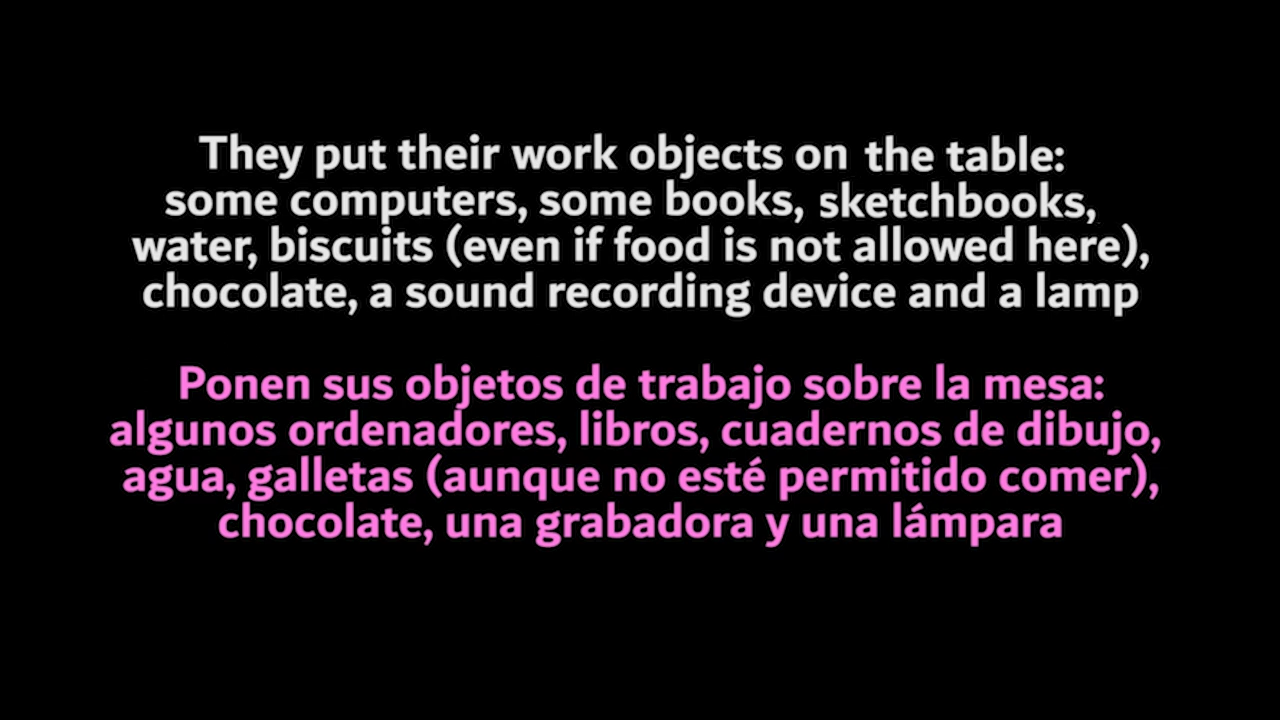 They put their work objects on the table:
some computers, some books, sketchbooks,
water, biscuits (even if food is not allowed here),
chocolate, a sound recording device and a lamp
Ponen sus objetos de trabajo sobre la mesa:
algunos ordenadores, libros, cuadernos de dibujo,
agua, galletas (aunque no esté permitido comer),
chocolate, una grabadora y una lámpara